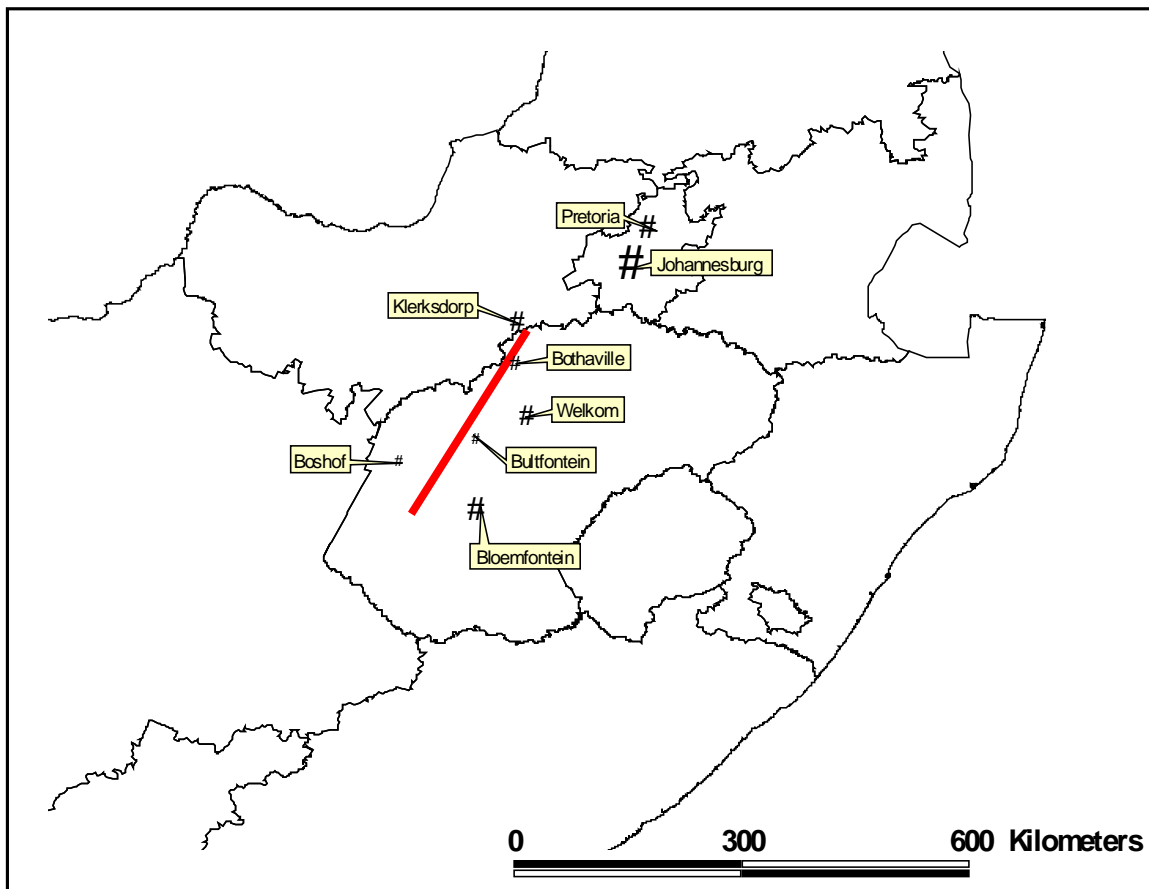 Pretoria
Johannesburg
Klerksdorp
Bothaville
Welkom
Boshof
Bultfontein
Bloemfontein
0 300 600 Kilometers